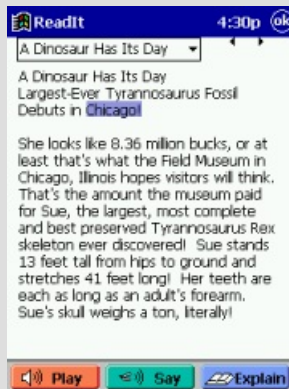 ReadIt 4:30p ok
A Dinosaur Has Its Day
A Dinosaur Has Its Day
Largest-Ever Tyrannosaurus Fossil
Debuts in Chicago!
She looks like 8.36 million bucks, or at
least that's what the Field Museum in
Chicago, Illinois hopes visitors will think.
That's the amount the museum paid
for Sue, the largest, most complete
and best preserved Tyrannosaurus Rex
skeleton ever discovered! Sue stands
13 feet tall from hips to ground and
stretches 41 feet long! Her teeth are
each as long as an adult's forearm.
Sue's skull weighs a ton, literally!
Play Say Explain